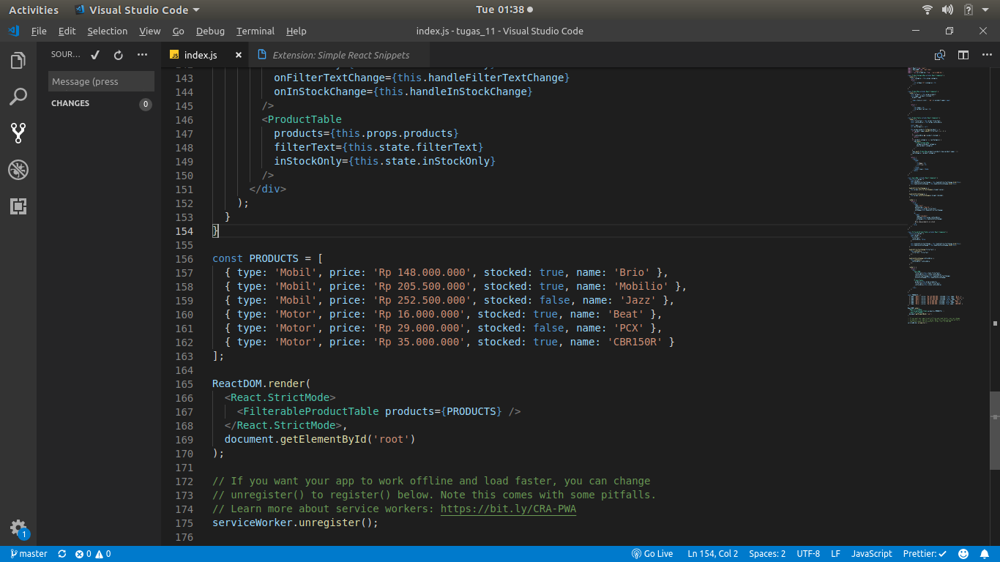 Activities Visual Studio Code Tue 01:38
File Edit Selection View Go Debug Terminal Help index.js - tugas_11 - Visual Studio Code
SOUR... index.js Extension: Simple React Snippets
Message (press
CHANGES 0
143 onFilterTextChange={this.handleFilterTextChange}
144 onInStockChange={this.handleInStockChange}
145 />
146 <ProductTable
147 products={this.props.products}
148 filterText={this.state.filterText}
149 inStockOnly={this.state.inStockOnly}
150 />
151 </div>
152 );
153 }
154 }
155
156 const PRODUCTS = [
157 { type: 'Mobil', price: 'Rp 148.000.000', stocked: true, name: 'Brio' },
158 { type: 'Mobil', price: 'Rp 205.500.000', stocked: true, name: 'Mobilio' },
159 { type: 'Mobil', price: 'Rp 252.500.000', stocked: false, name: 'Jazz' },
160 { type: 'Motor', price: 'Rp 16.000.000', stocked: true, name: 'Beat' },
161 { type: 'Motor', price: 'Rp 29.000.000', stocked: false, name: 'PCX' },
162 { type: 'Motor', price: 'Rp 35.000.000', stocked: true, name: 'CBR150R' }
163 ];
164
165 ReactDOM.render(
166 <React.StrictMode>
167 <FilterableProductTable products={PRODUCTS} />
168 </React.StrictMode>,
169 document.getElementById('root')
170 );
171
172 // If you want your app to work offline and load faster, you can change
173 // unregister() to register() below. Note this comes with some pitfalls.
174 // Learn more about service workers: https://bit.ly/CRA-PWA
175 serviceWorker.unregister();
176
1
master 0 0 Go Live Ln 154, Col 2 Spaces: 2 UTF-8 LF JavaScript Prettier: ✓